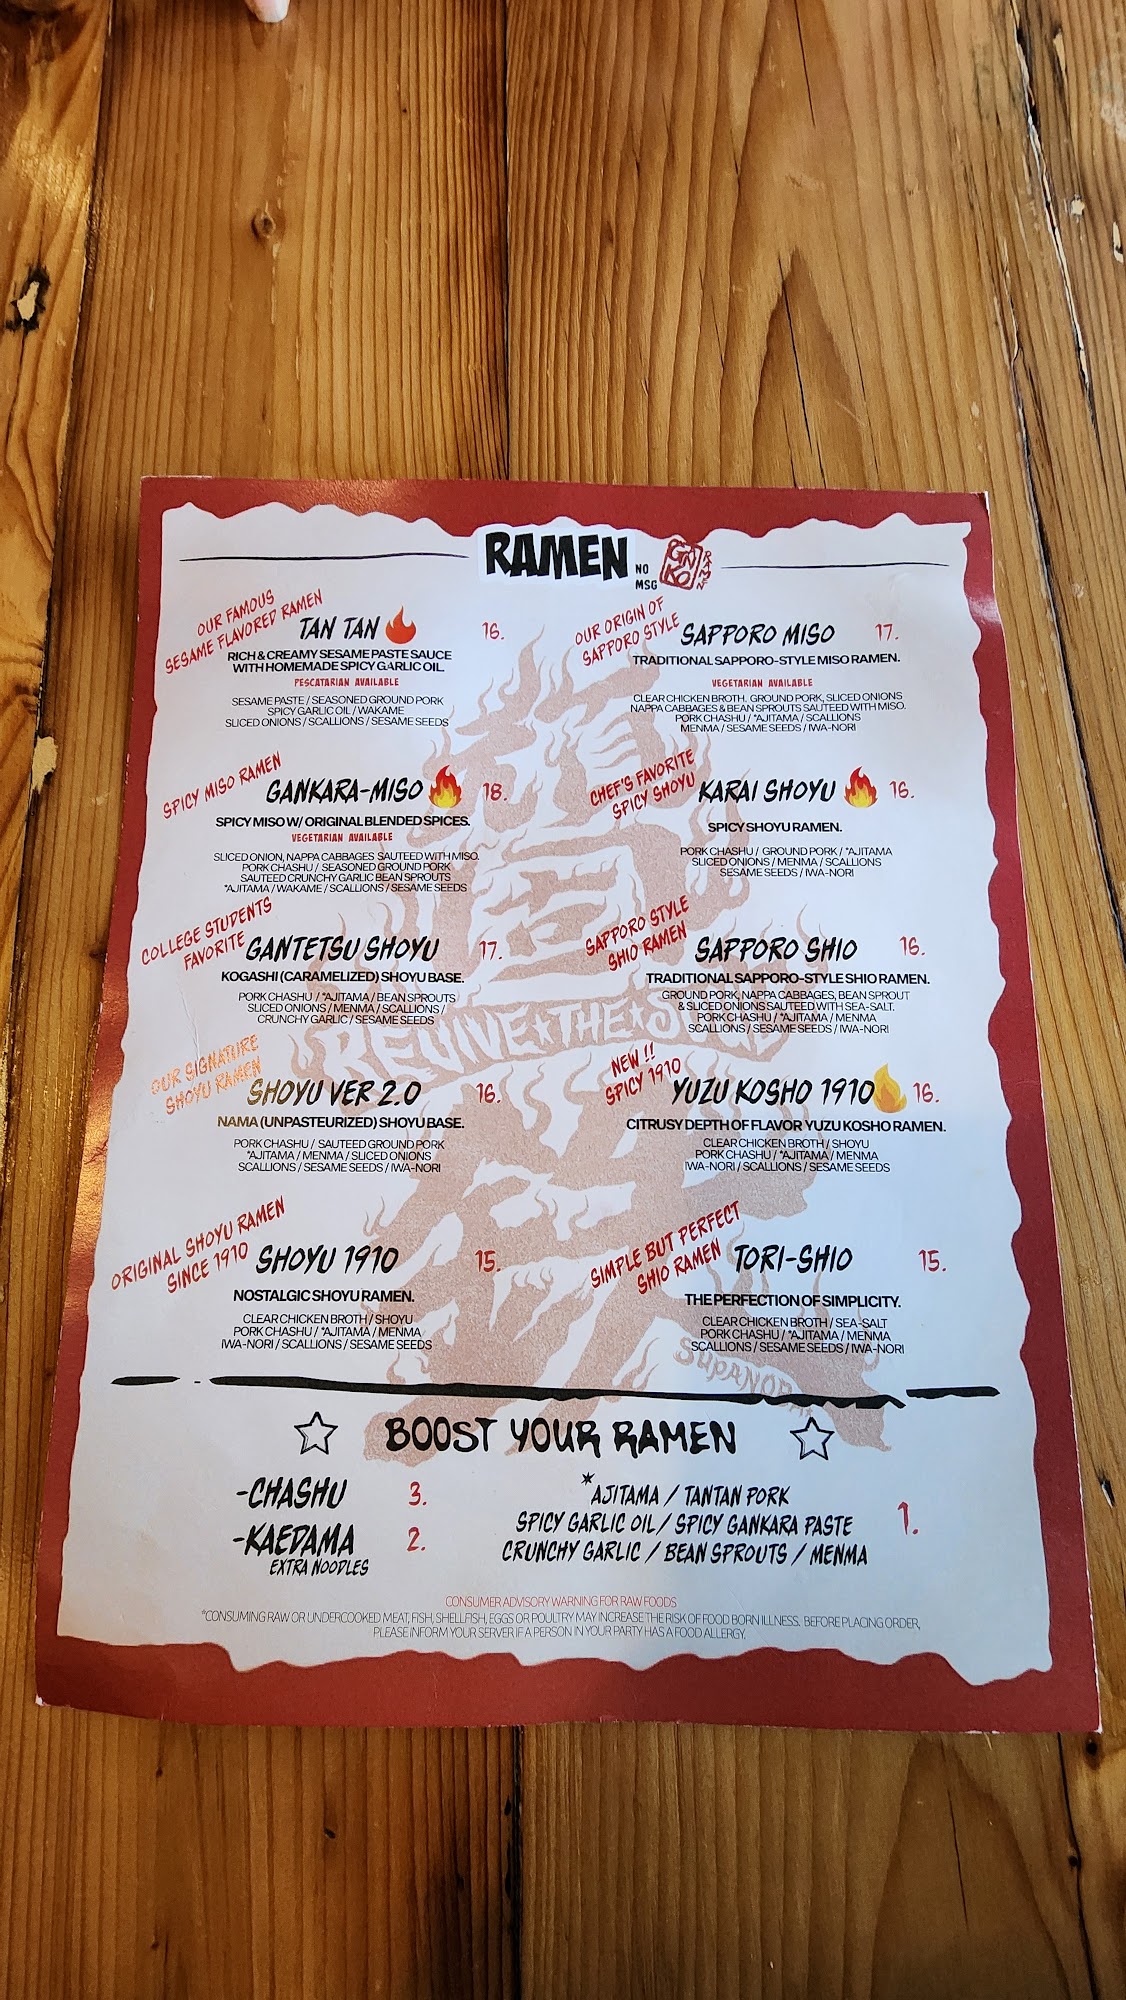 RAMEN
NO
MSG
GN
KO
RAMEN
OUR FAMOUS
SESAME FLAVORED RAMEN
TAN TAN
16.
RICH & CREAMY SESAME PASTE SAUCE
WITH HOMEMADE SPICY GARLIC OIL.
PESCATARIAN AVAILABLE
SESAME PASTE / SEASONED GROUND PORK
SPICY GARLIC OIL / WAKAME
SLICED ONIONS / SCALLIONS / SESAME SEEDS
OUR ORIGIN OF
SAPPORO STYLE
SAPPORO MISO
17.
TRADITIONAL SAPPORO-STYLE MISO RAMEN.
VEGETARIAN AVAILABLE
CLEAR CHICKEN BROTH, GROUND PORK, SLICED ONIONS
NAPPA CABBAGES & BEAN SPROUTS SAUTEED WITH MISO.
PORK CHASHU / *AJITAMA / SCALLIONS
MENMA / SESAME SEEDS / IWA-NORI
SPICY MISO RAMEN
GANKARA-MISO
18.
SPICY MISO W/ ORIGINAL BLENDED SPICES.
VEGETARIAN AVAILABLE
SLICED ONION, NAPPA CABBAGES SAUTEED WITH MISO.
PORK CHASHU / SEASONED GROUND PORK
SAUTEED CRUNCHY GARLIC BEAN SPROUTS
*AJITAMA / WAKAME / SCALLIONS / SESAME SEEDS
CHEF'S FAVORITE
SPICY SHOYU
KARAI SHOYU
16.
SPICY SHOYU RAMEN.
PORK CHASHU / GROUND PORK / *AJITAMA
SLICED ONIONS / MENMA / SCALLIONS
SESAME SEEDS / IWA-NORI
COLLEGE STUDENTS
FAVORITE
GANTETSU SHOYU
17.
KOGASHI (CARAMELIZED) SHOYU BASE.
PORK CHASHU / *AJITAMA / BEAN SPROUTS
SLICED ONIONS / MENMA / SCALLIONS /
CRUNCHY GARLIC / SESAME SEEDS
SAPPORO STYLE
SHIO RAMEN
SAPPORO SHIO
16.
TRADITIONAL SAPPORO-STYLE SHIO RAMEN.
GROUND PORK, NAPPA CABBAGES, BEAN SPROUT
& SLICED ONIONS SAUTEED WITH SEA-SALT.
PORK CHASHU / *AJITAMA / MENMA
SCALLIONS / SESAME SEEDS / IWA-NORI
REVIVE★THE★SOUL
OUR SIGNATURE
SHOYU RAMEN
SHOYU VER 2.0
16.
NAMA (UNPASTEURIZED) SHOYU BASE.
PORK CHASHU / SAUTEED GROUND PORK
*AJITAMA / MENMA / SLICED ONIONS
SCALLIONS / SESAME SEEDS / IWA-NORI
NEW !!
SPICY 1910
YUZU KOSHO 1910
16.
CITRUSY DEPTH OF FLAVOR YUZU KOSHO RAMEN.
CLEAR CHICKEN BROTH / SHOYU
PORK CHASHU / *AJITAMA / MENMA
IWA-NORI / SCALLIONS / SESAME SEEDS
ORIGINAL SHOYU RAMEN
SINCE 1910
SHOYU 1910
15.
NOSTALGIC SHOYU RAMEN.
CLEAR CHICKEN BROTH / SHOYU
PORK CHASHU / *AJITAMA / MENMA
IWA-NORI / SCALLIONS / SESAME SEEDS
SIMPLE BUT PERFECT
SHIO RAMEN
TORI-SHIO
15.
THE PERFECTION OF SIMPLICITY.
CLEAR CHICKEN BROTH / SEA-SALT
PORK CHASHU / *AJITAMA / MENMA
SCALLIONS / SESAME SEEDS / IWA-NORI
BOOST YOUR RAMEN
-CHASHU
3.
-KAEDAMA
2.
EXTRA NOODLES
*AJITAMA / TANTAN PORK
SPICY GARLIC OIL / SPICY GANKARA PASTE
CRUNCHY GARLIC / BEAN SPROUTS / MENMA
1.
CONSUMER ADVISORY WARNING FOR RAW FOODS
*CONSUMING RAW OR UNDERCOOKED MEAT, FISH, SHELLFISH, EGGS OR POULTRY MAY INCREASE THE RISK OF FOOD BORN ILLNESS. BEFORE PLACING ORDER,
PLEASE INFORM YOUR SERVER IF A PERSON IN YOUR PARTY HAS A FOOD ALLERGY.